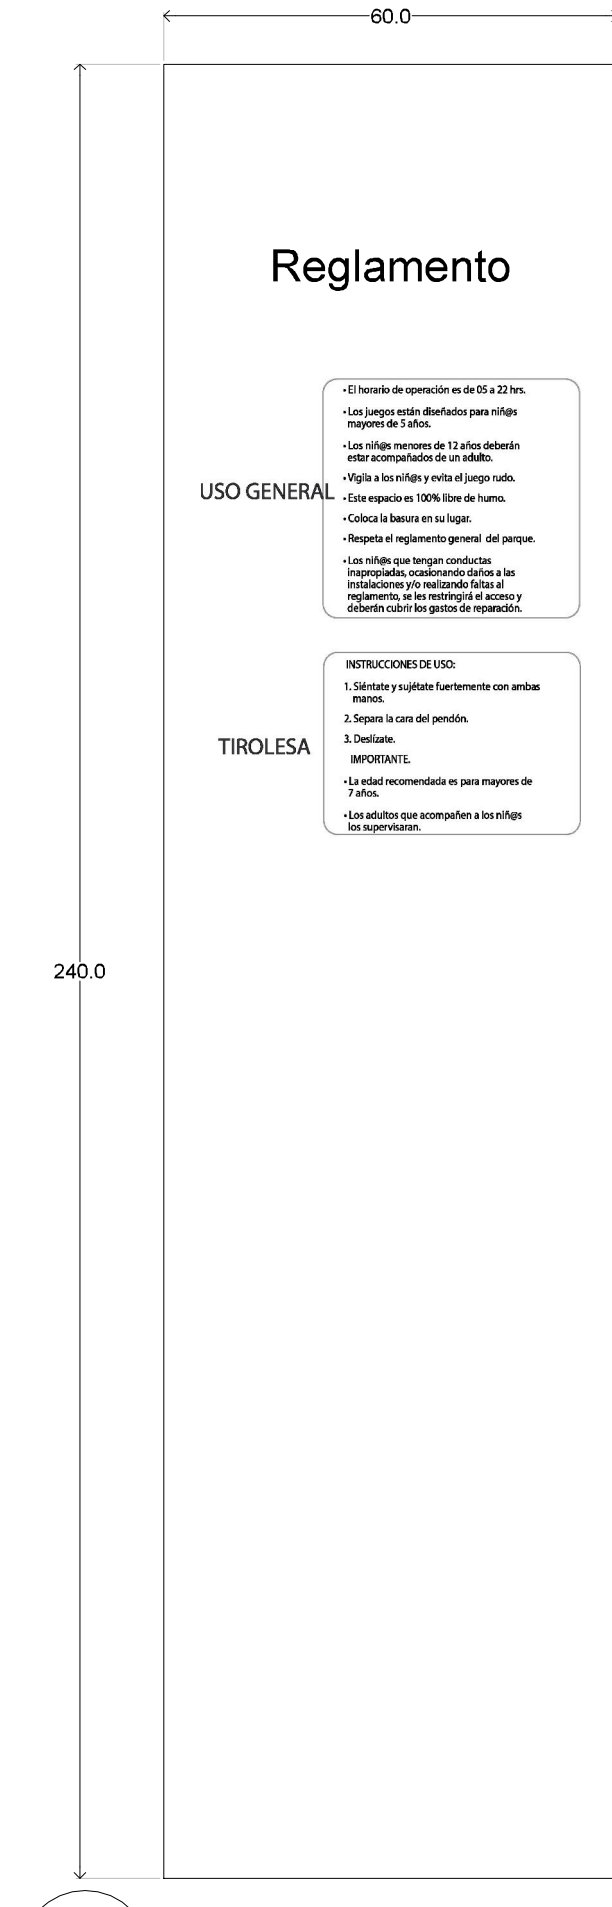 60.0
Reglamento
USO GENERAL
• El horario de operación es de 05 a 22 hrs.
• Los juegos están diseñados para niñ@s
mayores de 5 años.
• Los niñ@s menores de 12 años deberán
estar acompañados de un adulto.
• Vigila a los niñ@s y evita el juego rudo.
• Este espacio es 100% libre de humo.
• Coloca la basura en su lugar.
• Respeta el reglamento general del parque.
• Los niñ@s que tengan conductas
inapropiadas, ocasionando daños a las
instalaciones y/o realizando faltas al
reglamento, se les restringirá el acceso y
deberán cubrir los gastos de reparación.
TIROLESA
INSTRUCCIONES DE USO:
1. Siéntate y sujétate fuertemente con ambas
manos.
2. Separa la cara del pendón.
3. Deslízate.
IMPORTANTE.
• La edad recomendada es para mayores de
7 años.
• Los adultos que acompañen a los niñ@s
los supervisaran.
240.0